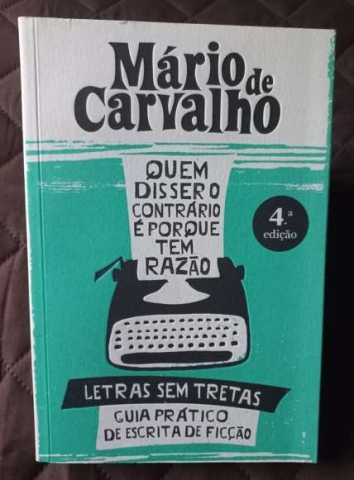 Mário de
Carvalho
QUEM
DISSER O
CONTRÁRIO
É PORQUE
TEM
RAZÃO
4.ª
edição
LETRAS SEM TRETAS
GUIA PRÁTICO
DE ESCRITA DE FICÇÃO